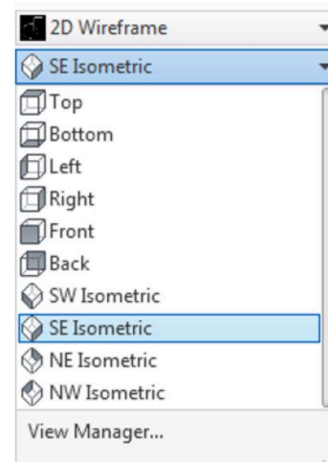 2D Wireframe
SE Isometric
Top
Bottom
Left
Right
Front
Back
SW Isometric
SE Isometric
NE Isometric
NW Isometric
View Manager...